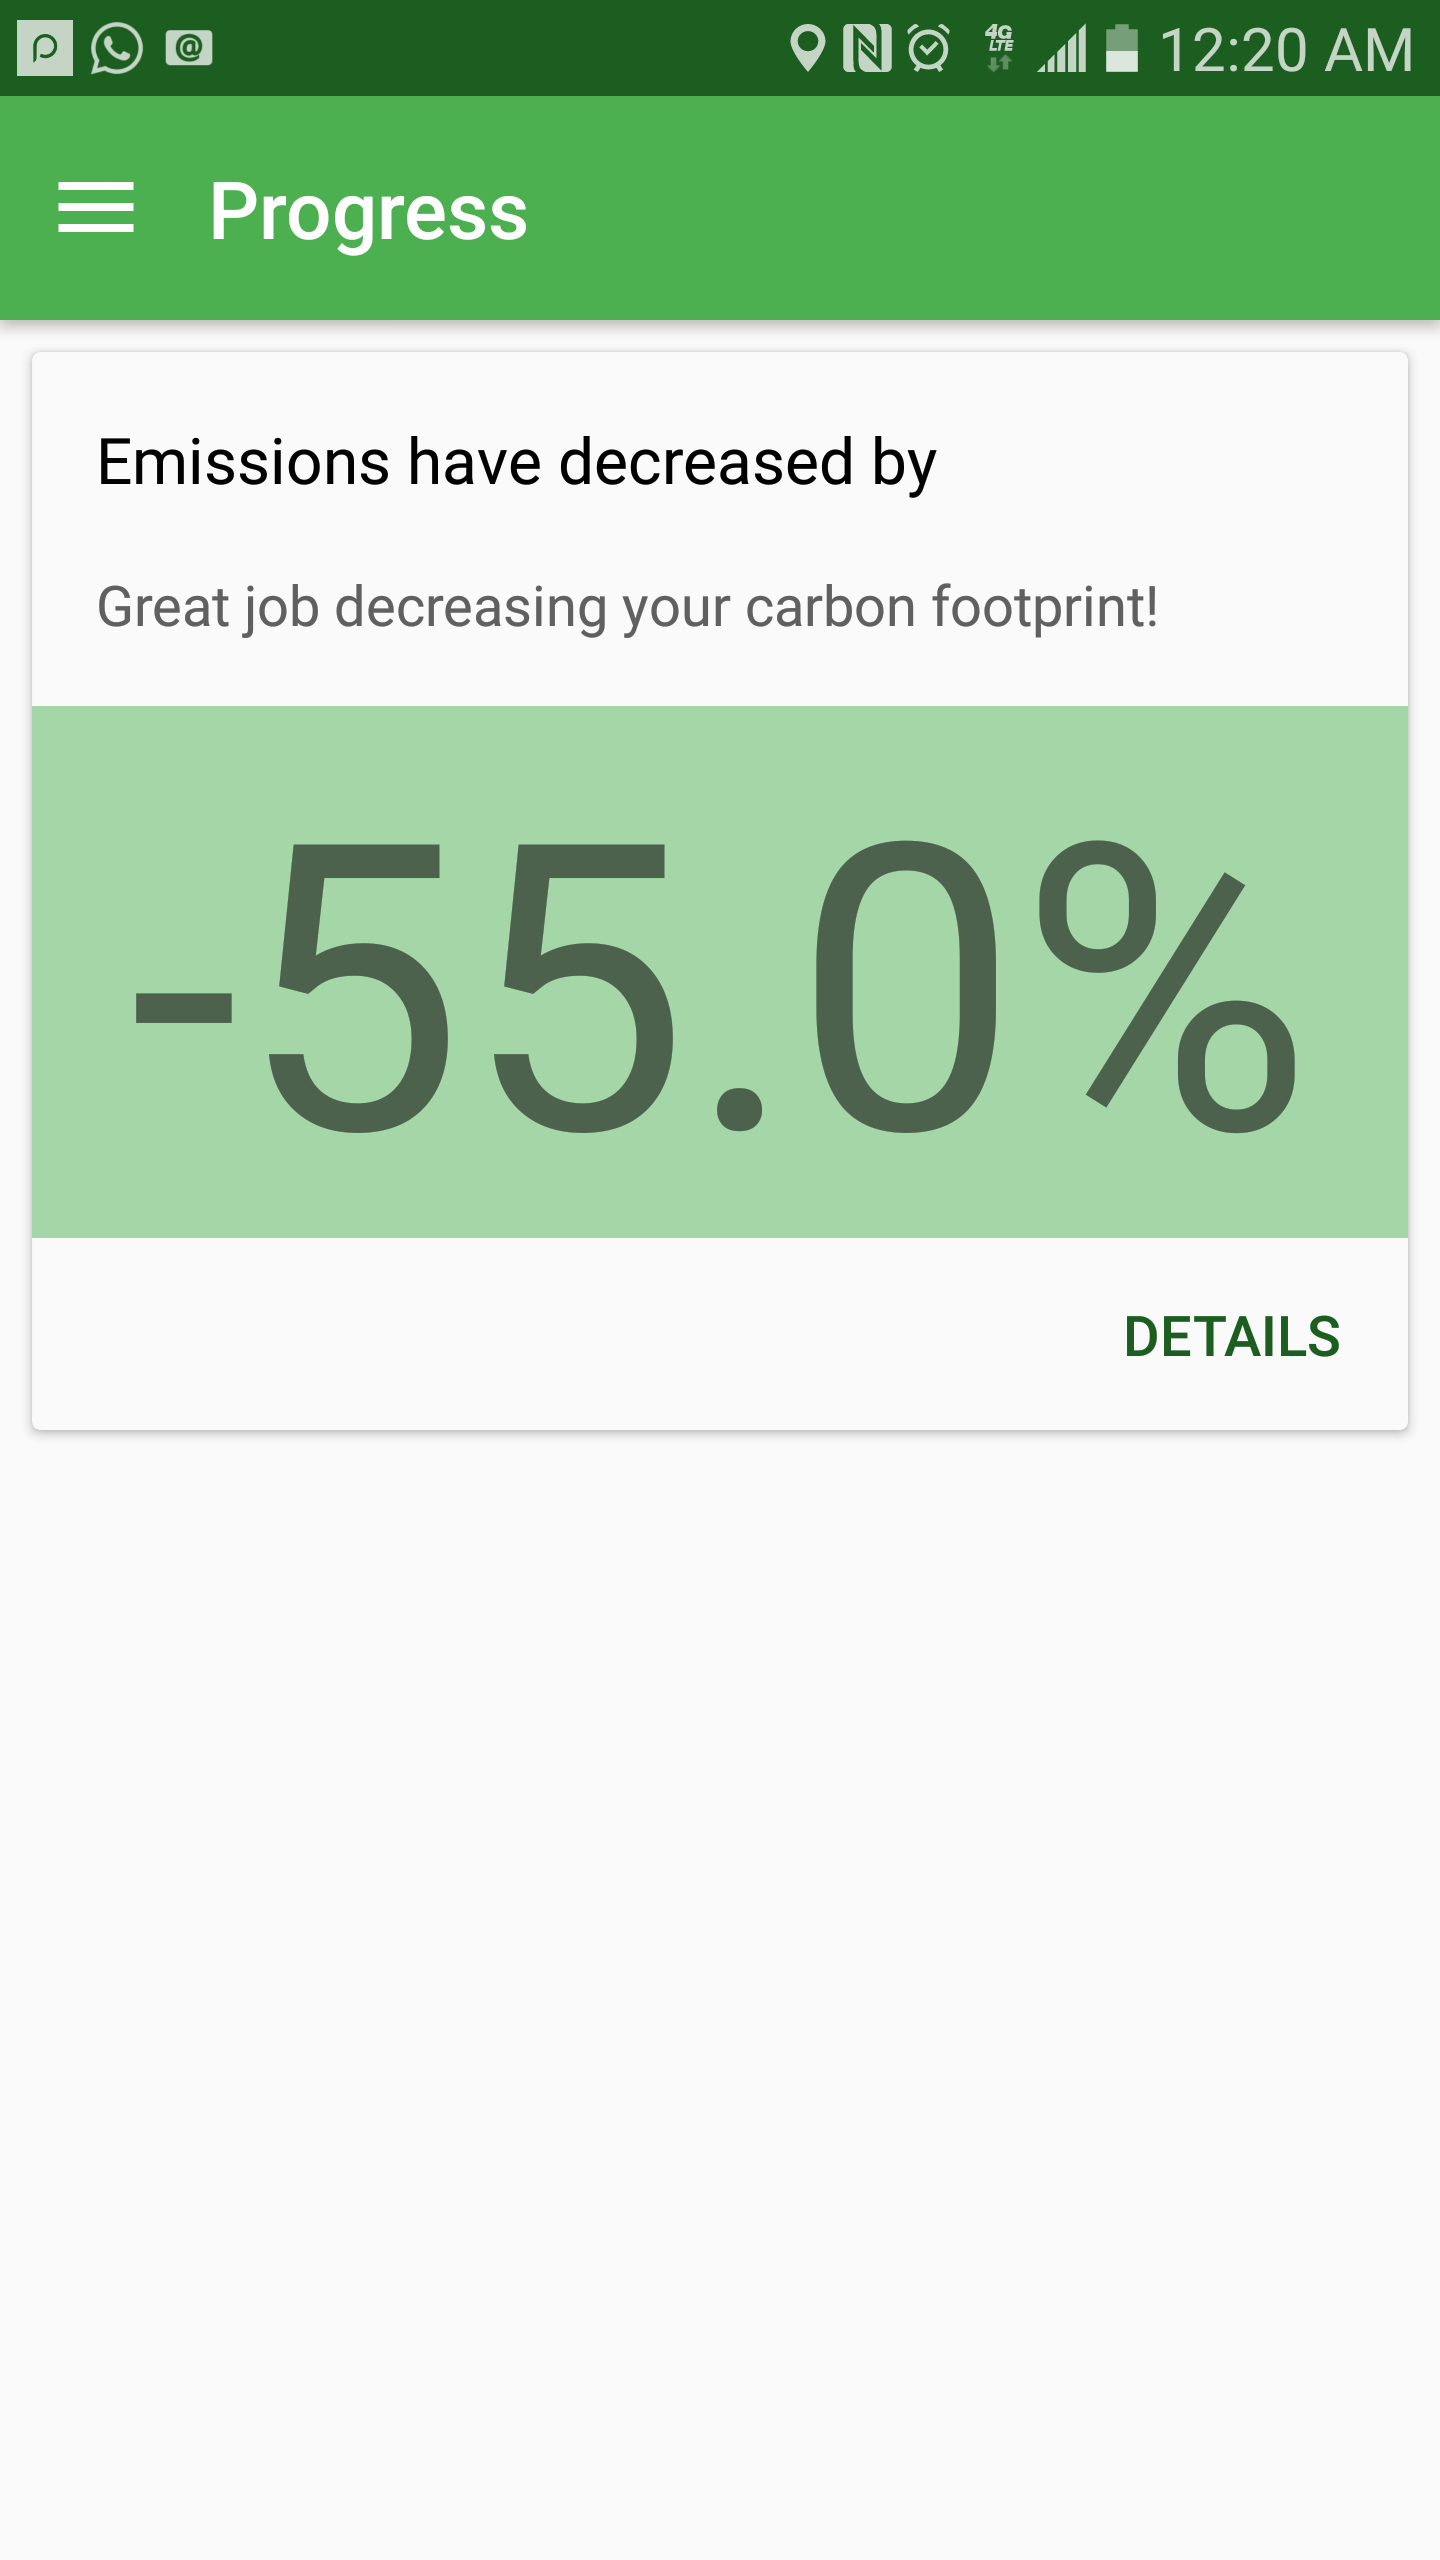 4G LTE 12:20 AM
Progress
Emissions have decreased by
Great job decreasing your carbon footprint!
-55.0%
DETAILS